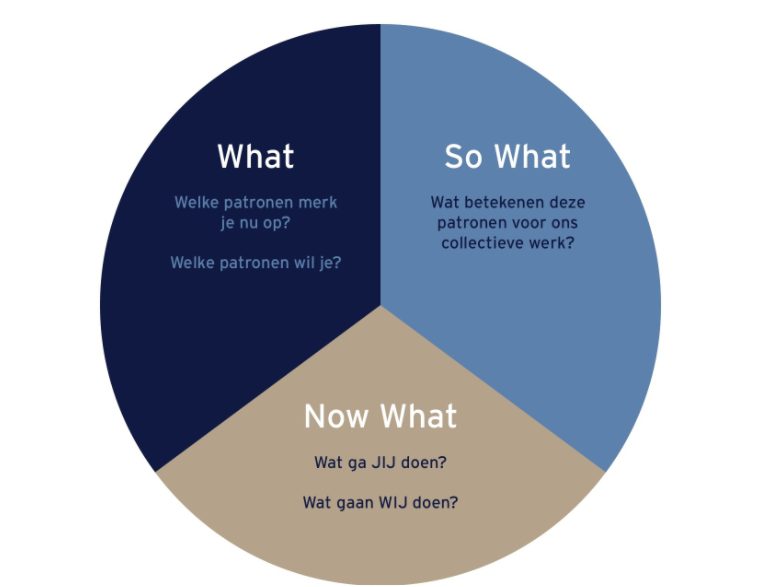 What
Welke patronen merk
je nu op?
Welke patronen wil je?
So What
Wat betekenen deze
patronen voor ons
collectieve werk?
Now What
Wat ga JIJ doen?
Wat gaan WIJ doen?